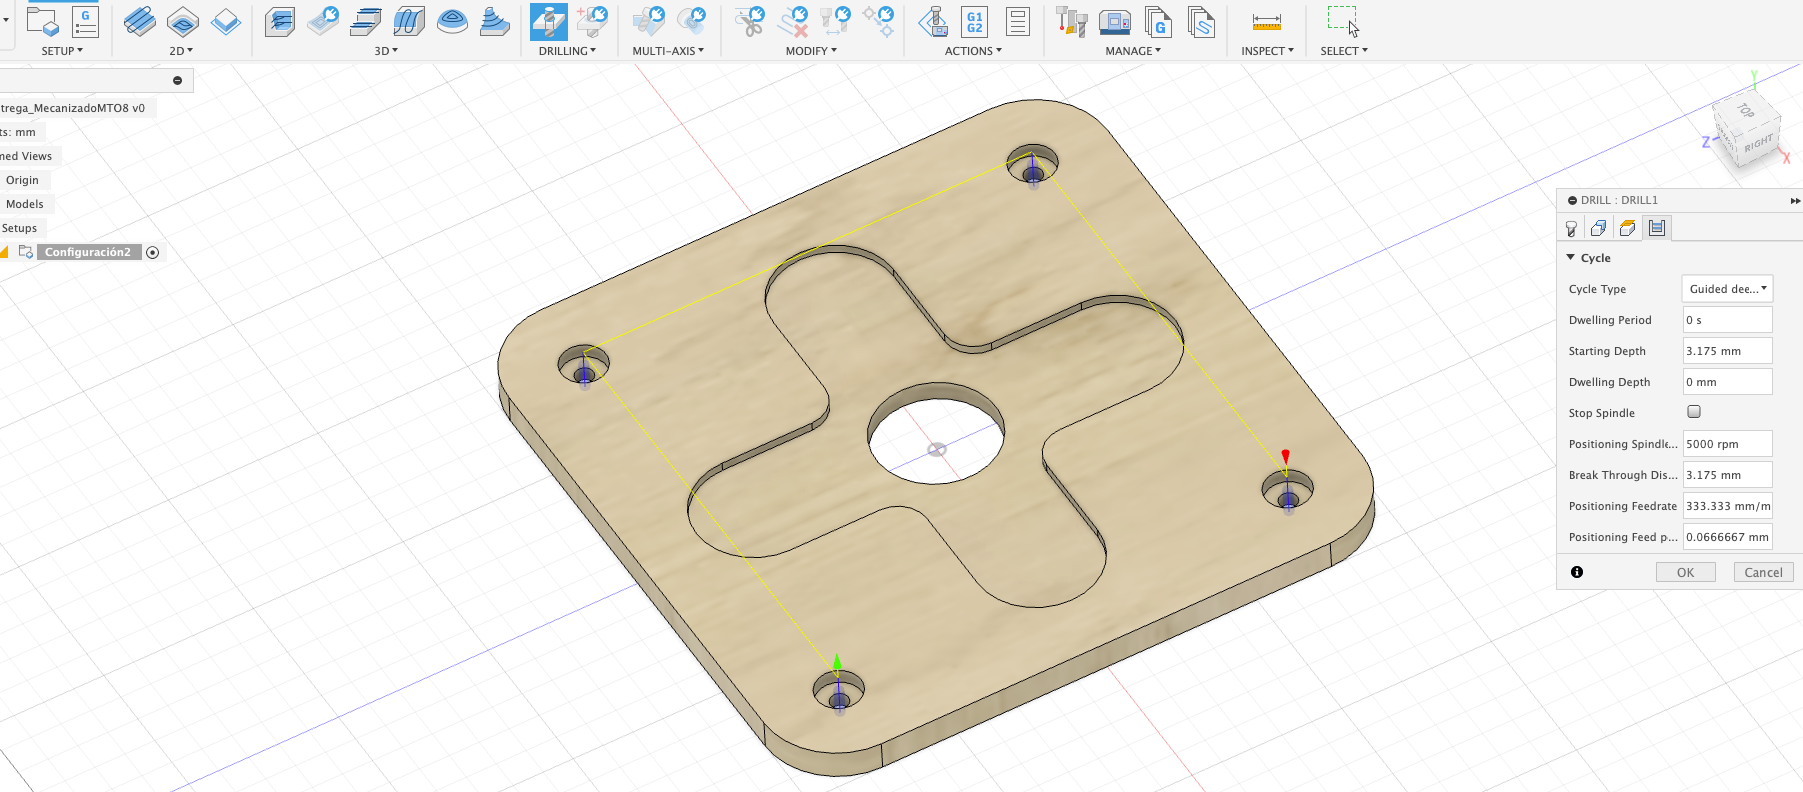 G
G1
G2
G
SETUP
2D
3D
DRILLING
MULTI-AXIS
MODIFY
ACTIONS
MANAGE
INSPECT
SELECT
trega_MecanizadoMTO8 v0
ts: mm
ned Views
Origin
Models
Setups
Configuración2
Y
TOP
Z
RIGHT
X
DRILL : DRILL1
Cycle
Cycle Type Guided dee...
Dwelling Period 0 s
Starting Depth 3.175 mm
Dwelling Depth 0 mm
Stop Spindle
Positioning Spindle... 5000 rpm
Break Through Dis... 3.175 mm
Positioning Feedrate 333.333 mm/m
Positioning Feed p... 0.0666667 mm
OK Cancel